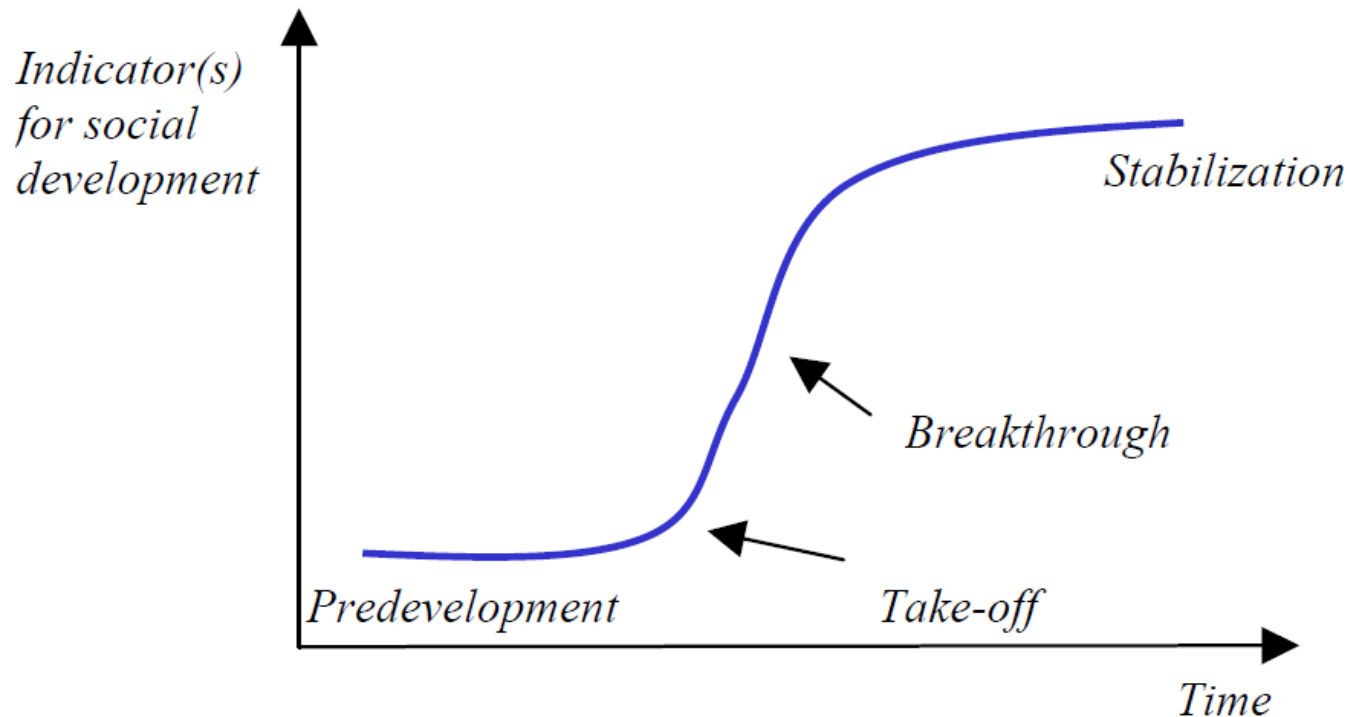 Indicator(s)
for social
development
Stabilization
Breakthrough
Predevelopment
Take-off
Time